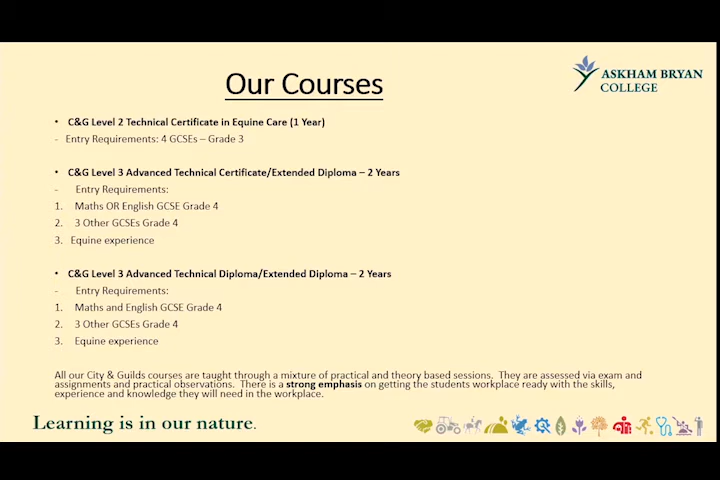 Our Courses
ASKHAM BRYAN
COLLEGE
• C&G Level 2 Technical Certificate in Equine Care (1 Year)
- Entry Requirements: 4 GCSEs – Grade 3
• C&G Level 3 Advanced Technical Certificate/Extended Diploma – 2 Years
- Entry Requirements:
1. Maths OR English GCSE Grade 4
2. 3 Other GCSEs Grade 4
3. Equine experience
• C&G Level 3 Advanced Technical Diploma/Extended Diploma – 2 Years
- Entry Requirements:
1. Maths and English GCSE Grade 4
2. 3 Other GCSEs Grade 4
3. Equine experience
All our City & Guilds courses are taught through a mixture of practical and theory based sessions. They are assessed via exam and
assignments and practical observations. There is a strong emphasis on getting the students workplace ready with the skills,
experience and knowledge they will need in the workplace.
Learning is in our nature.